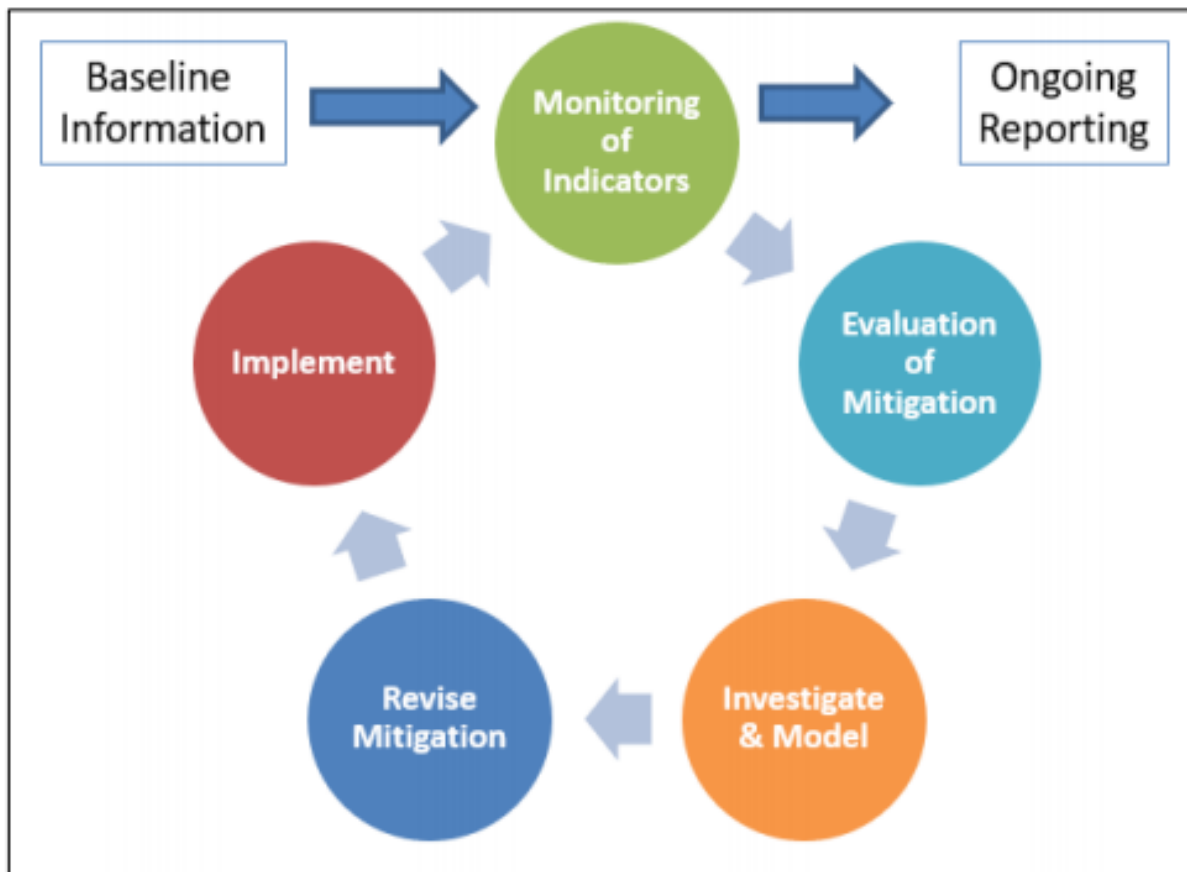 Baseline
Information
Monitoring
of
Indicators
Ongoing
Reporting
Implement
Evaluation
of
Mitigation
Revise
Mitigation
Investigate
& Model